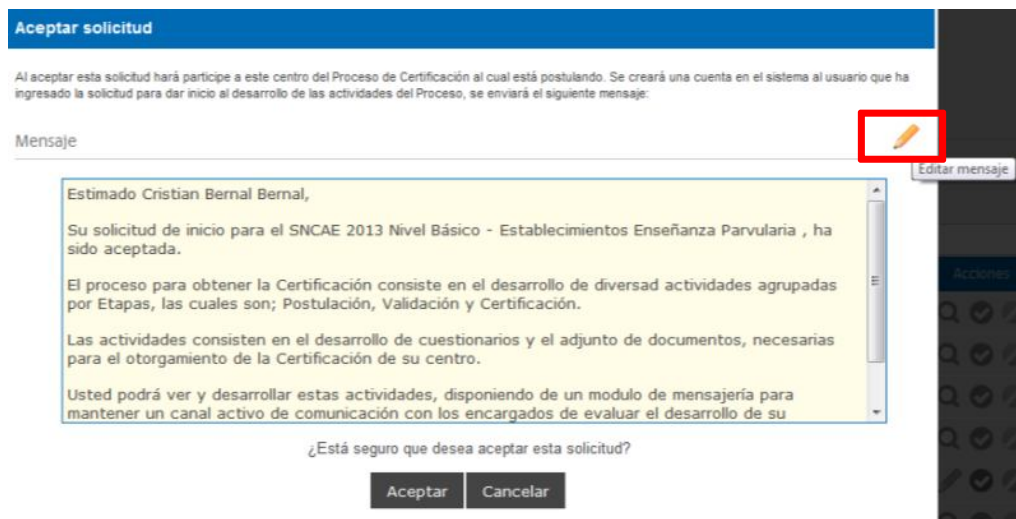 Aceptar solicitud
Al aceptar esta solicitud hará participe a este centro del Proceso de Certificación al cual está postulando. Se creará una cuenta en el sistema al usuario que ha
ingresado la solicitud para dar inicio al desarrollo de las actividades del Proceso, se enviará el siguiente mensaje:
Mensaje
Editar mensaje
Estimado Cristian Bernal Bernal,
Su solicitud de inicio para el SNCAE 2013 Nivel Básico - Establecimientos Enseñanza Parvularia , ha
sido aceptada.
El proceso para obtener la Certificación consiste en el desarrollo de diversad actividades agrupadas
por Etapas, las cuales son; Postulación, Validación y Certificación.
Las actividades consisten en el desarrollo de cuestionarios y el adjunto de documentos, necesarias
para el otorgamiento de la Certificación de su centro.
Usted podrá ver y desarrollar estas actividades, disponiendo de un modulo de mensajería para
mantener un canal activo de comunicación con los encargados de evaluar el desarrollo de su
Acciones
¿Está seguro que desea aceptar esta solicitud?
Aceptar Cancelar